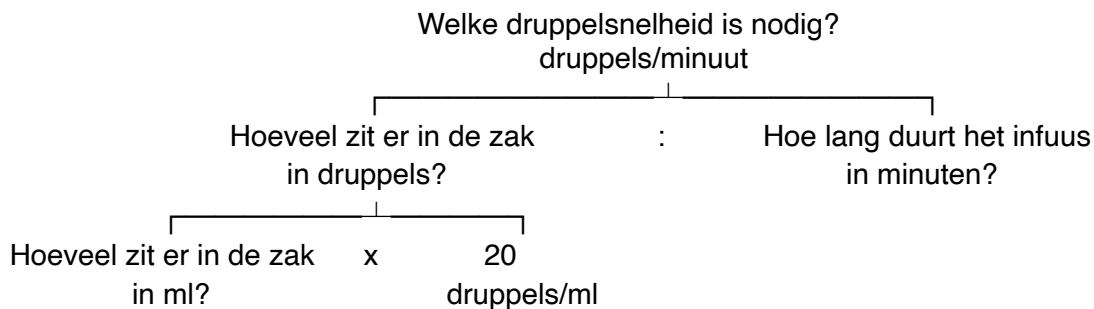 Welke druppelsnelheid is nodig?
druppels/minuut
Hoeveel zit er in de zak : Hoe lang duurt het infuus
in druppels? in minuten?
Hoeveel zit er in de zak x 20
in ml? druppels/ml